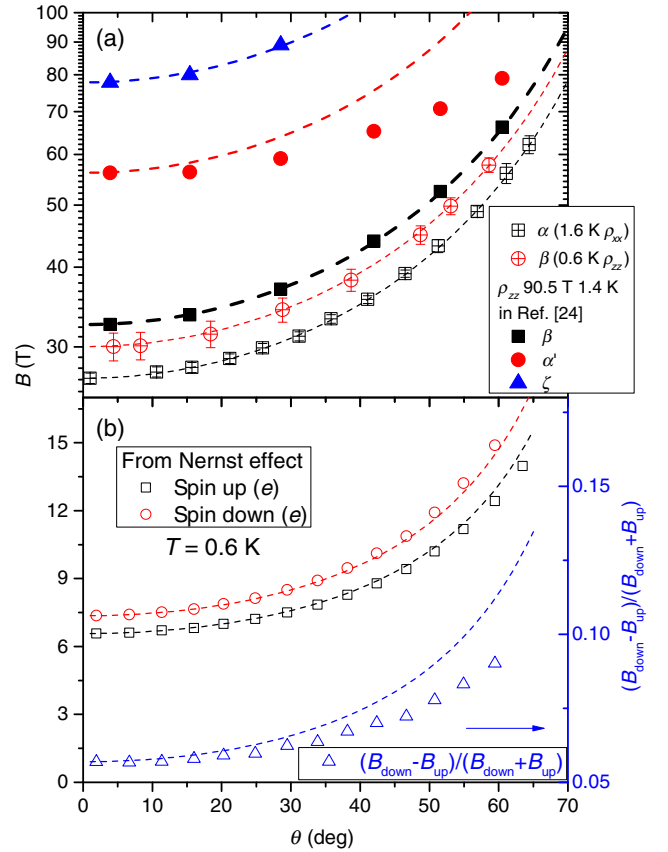 (a)
100
90
80
70
60
50
40
30
B (T)
α (1.6 K ρxx)
β (0.6 K ρzz)
ρzz 90.5 T 1.4 K
in Ref. [24]
β
α'
ζ
(b)
From Nernst effect
Spin up (e)
Spin down (e)
T = 0.6 K
15
12
9
6
3
0
0.15
0.10
0.05
(Bdown-Bup)/(Bdown+Bup)
(Bdown-Bup)/(Bdown+Bup)
0 10 20 30 40 50 60 70
θ (deg)